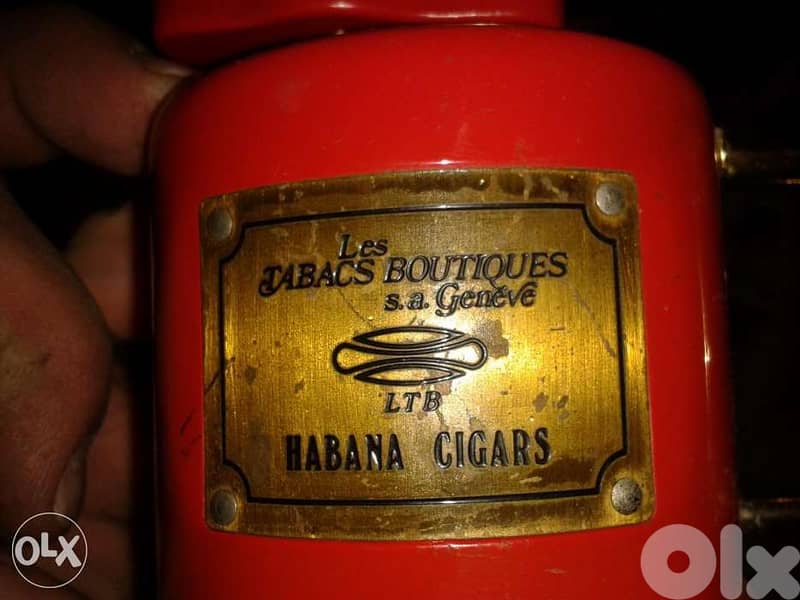 Les
TABACS BOUTIQUES
s.a. Genève
LTB
HABANA CIGARS
OLX
olx